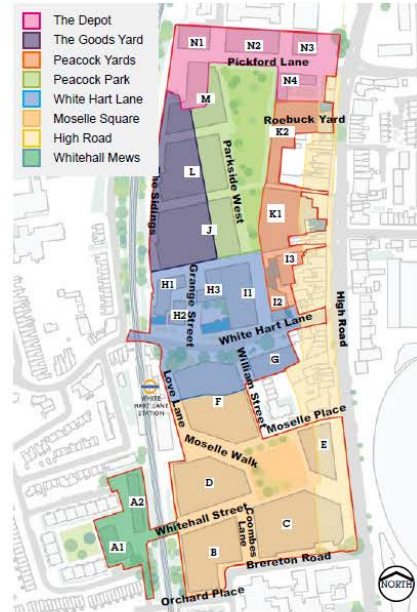 The Depot
The Goods Yard
Peacock Yards
Peacock Park
White Hart Lane
Moselle Square
High Road
Whitehall Mews
N1
N2
N3
Pickford Lane
N4
M
Roebuck Yard
K2
L
Parkside West
he Sidings
K1
J
I3
H1
Grange Street
H3
I1
H2
I2
High Road
White Hart Lane
William Street
G
WHITE
HART LANE
STATION
Love Lane
F
Moselle Place
Moselle Walk
E
A2
D
Whitehall Street
Coombes Lane
C
A1
B
Brereton Road
Orchard Place
NORTH